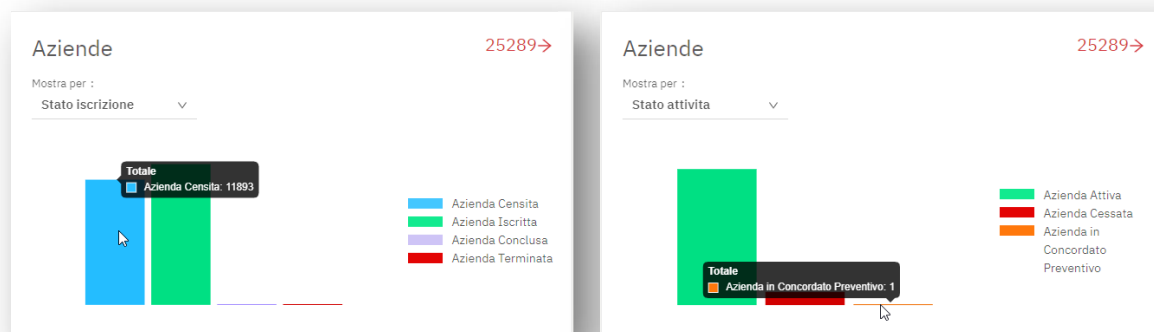 Aziende
25289→
Mostra per :
Stato iscrizione
Totale
Azienda Censita: 11893
Azienda Censita
Azienda Iscritta
Azienda Conclusa
Azienda Terminata
Aziende
25289→
Mostra per :
Stato attivita
Azienda Attiva
Azienda Cessata
Azienda in
Concordato
Preventivo
Totale
Azienda in Concordato Preventivo: 1